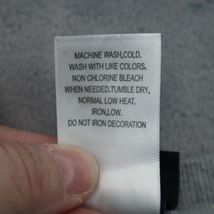 MACHINE WASH,COLD.
WASH WITH LIKE COLORS.
NON CHLORINE BLEACH
WHEN NEEDED.TUMBLE DRY,
NORMAL LOW HEAT.
IRON,LOW.
DO NOT IRON DECORATION